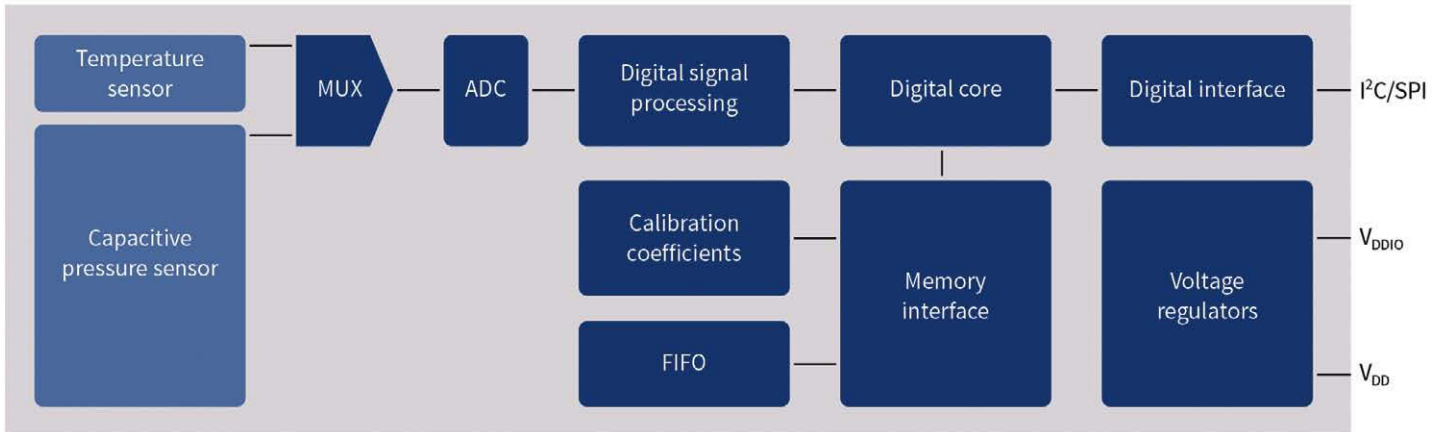 Temperature
sensor
MUX
ADC
Digital signal
processing
Digital core
Digital interface
I²C/SPI
Capacitive
pressure sensor
Calibration
coefficients
Memory
interface
Voltage
regulators
V_DDIO
FIFO
V_DD